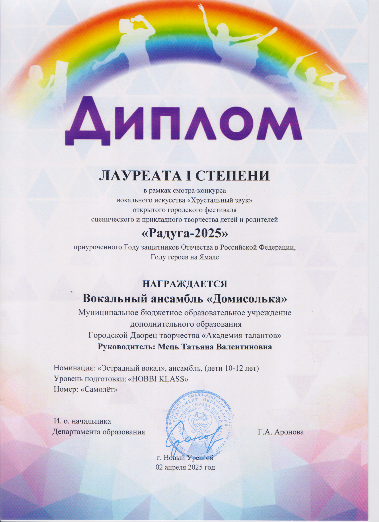 Диплом
ЛАУРЕАТА I СТЕПЕНИ
в рамках смотра-конкурса
вокального искусства «Хрустальный звук»
открытого городского фестиваля
сценического и прикладного творчества детей и родителей
«Радуга-2025»
приуроченного Году защитников Отечества в Российской Федерации,
Году героев на Ямале
НАГРАЖДАЕТСЯ
Вокальный ансамбль «Домисолька»
Муниципальное бюджетное образовательное учреждение
дополнительного образования
Городской Дворец творчества «Академия талантов»
Руководитель: Мець Татьяна Валентиновна
Номинация: «Эстрадный вокал», ансамбль, (дети 10-12 лет)
Уровень подготовки: «HOBBI KLASS»
Номер: «Самолёт»
И. о. начальника
Департамента образования
Г.А. Аронова
г. Новый Уренгой
02 апреля 2025 год